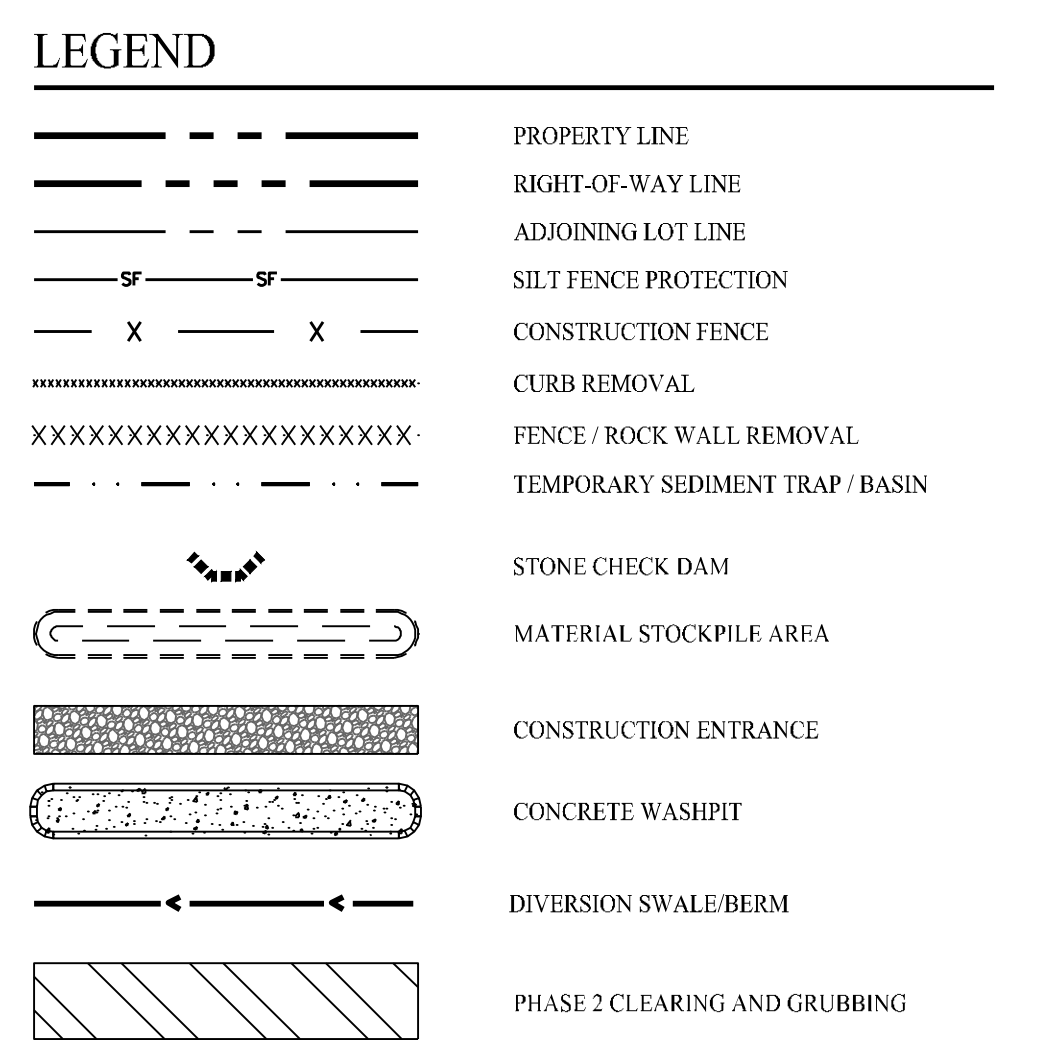 LEGEND
PROPERTY LINE
RIGHT-OF-WAY LINE
ADJOINING LOT LINE
SF SF SILT FENCE PROTECTION
X X CONSTRUCTION FENCE
CURB REMOVAL
FENCE / ROCK WALL REMOVAL
TEMPORARY SEDIMENT TRAP / BASIN
STONE CHECK DAM
MATERIAL STOCKPILE AREA
CONSTRUCTION ENTRANCE
CONCRETE WASHPIT
DIVERSION SWALE/BERM
PHASE 2 CLEARING AND GRUBBING